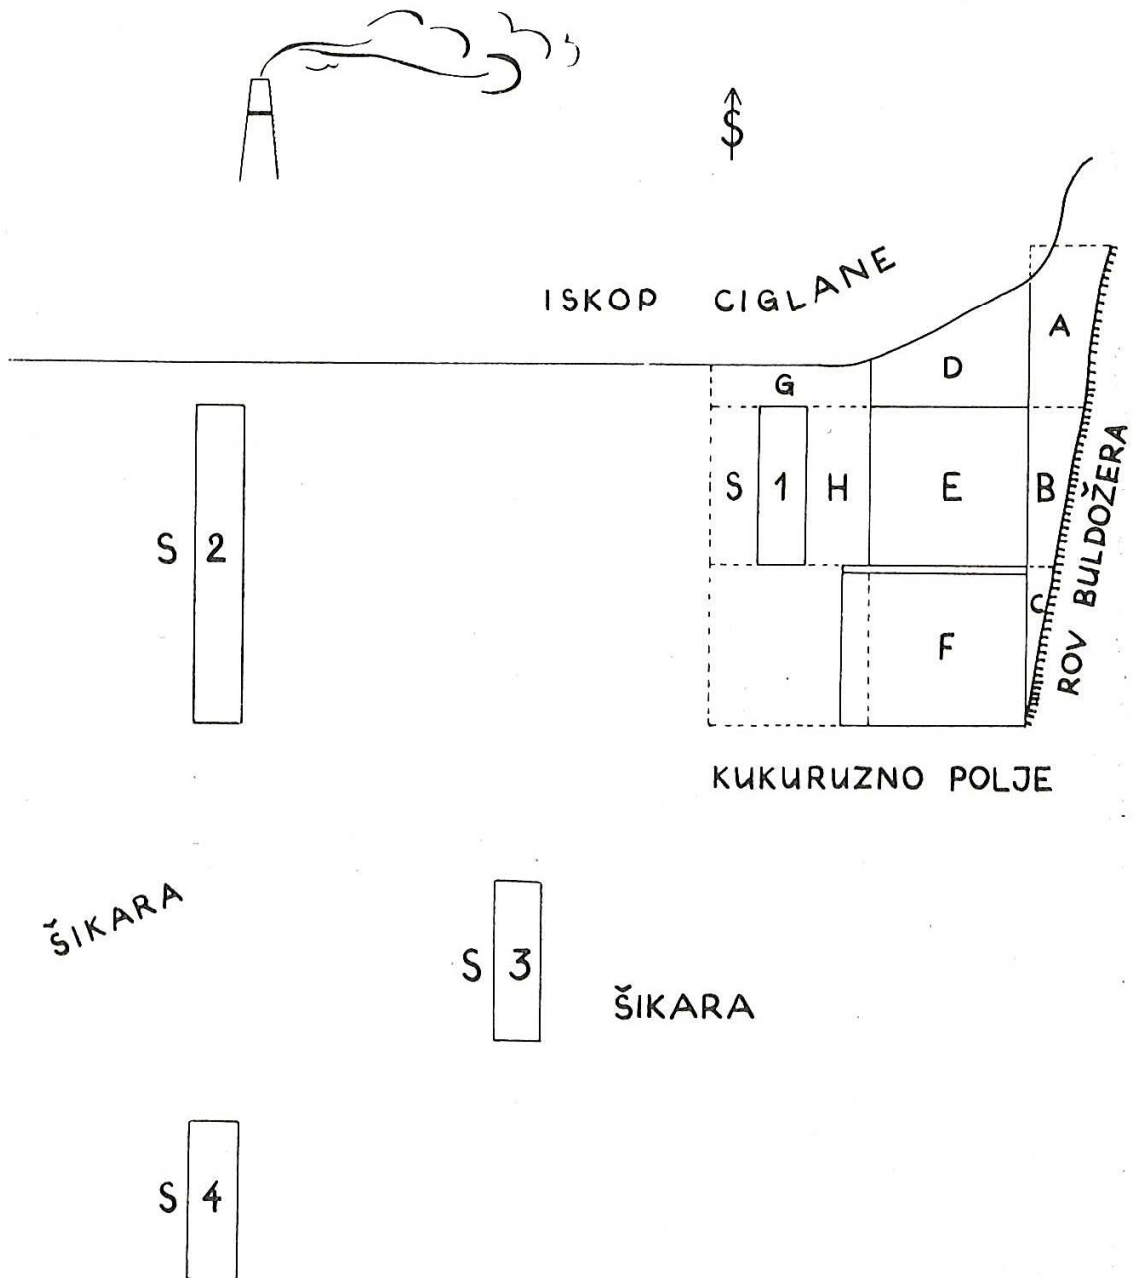 S
ISKOP CIGLANE
A
D
G
S 1 H E B
ROV BULDOŽERA
S 2
C
F
KUKURUZNO POLJE
ŠIKARA
S 3
ŠIKARA
S 4